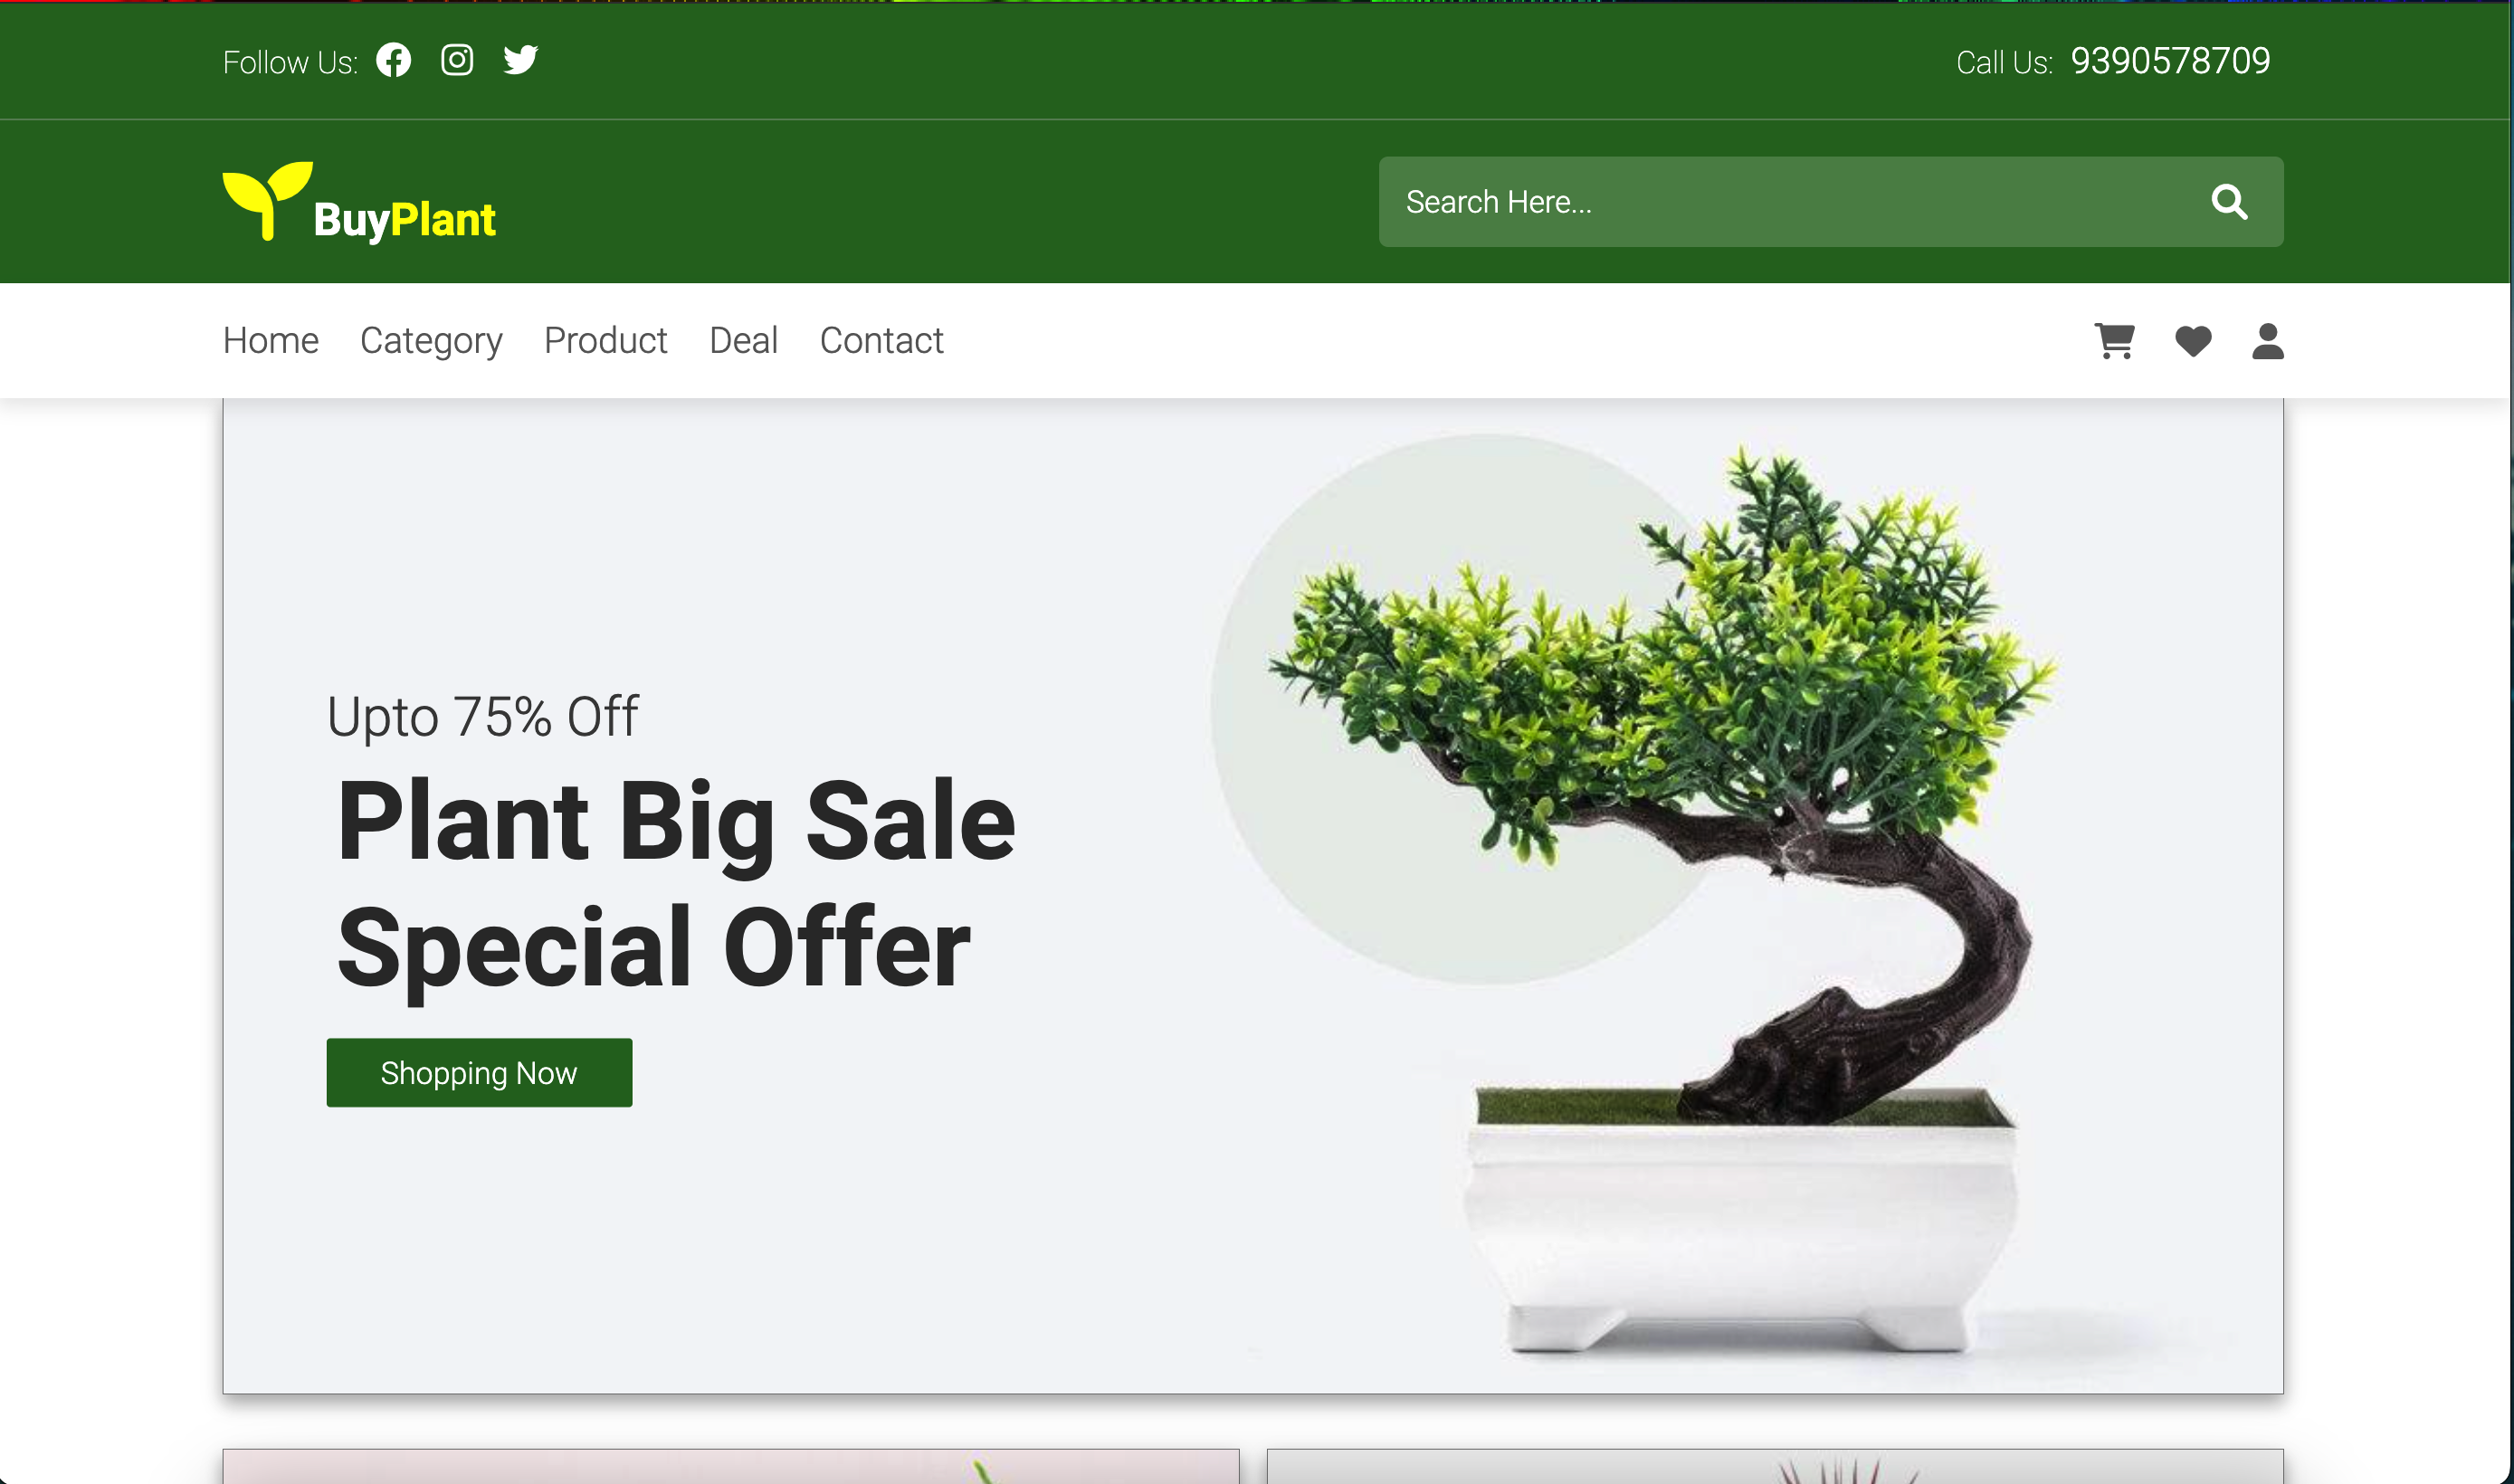 Follow Us:
Call Us: 9390578709
BuyPlant
Search Here...
Home Category Product Deal Contact
Upto 75% Off
Plant Big Sale
Special Offer
Shopping Now